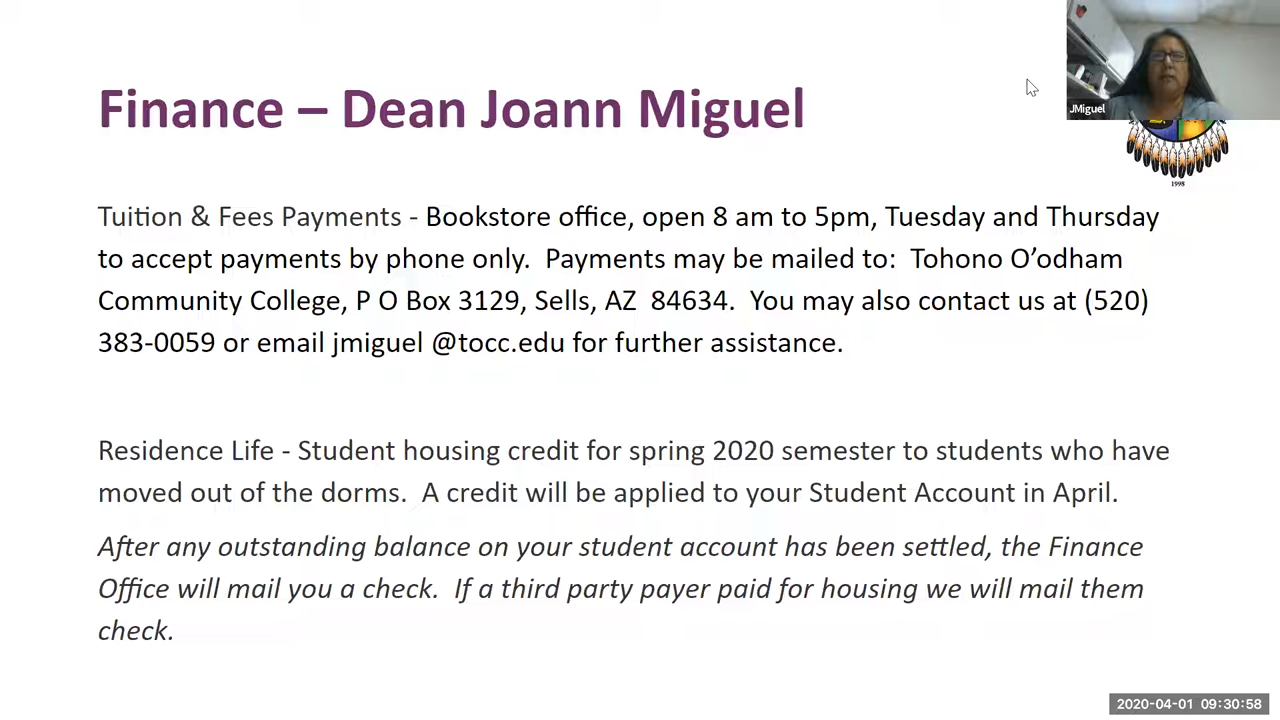 Finance – Dean Joann Miguel
JMiguel
1998
Tuition & Fees Payments - Bookstore office, open 8 am to 5pm, Tuesday and Thursday
to accept payments by phone only.  Payments may be mailed to:  Tohono O’odham
Community College, P O Box 3129, Sells, AZ  84634.  You may also contact us at (520)
383-0059 or email jmiguel @tocc.edu for further assistance.
Residence Life - Student housing credit for spring 2020 semester to students who have
moved out of the dorms.  A credit will be applied to your Student Account in April.
After any outstanding balance on your student account has been settled, the Finance
Office will mail you a check.  If a third party payer paid for housing we will mail them
check.
2020-04-01 09:30:58